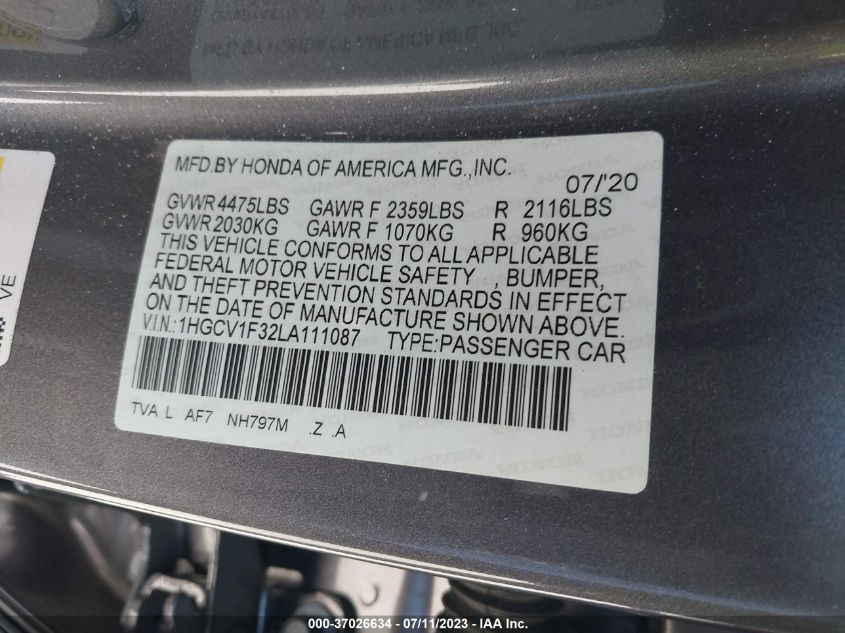 MFD.BY HONDA OF AMERICA MFG.,INC.
07/'20
GVWR 4475LBS GAWR F 2359LBS R 2116LBS
GVWR 2030KG GAWR F 1070KG R 960KG
THIS VEHICLE CONFORMS TO ALL APPLICABLE
FEDERAL MOTOR VEHICLE SAFETY , BUMPER,
AND THEFT PREVENTION STANDARDS IN EFFECT
ON THE DATE OF MANUFACTURE SHOWN ABOVE.
V.I.N.:1HGCV1F32LA111087 TYPE:PASSENGER CAR
TVA L AF7 NH797M .Z .A
VE
000-37026634 - 07/11/2023 - IAA Inc.